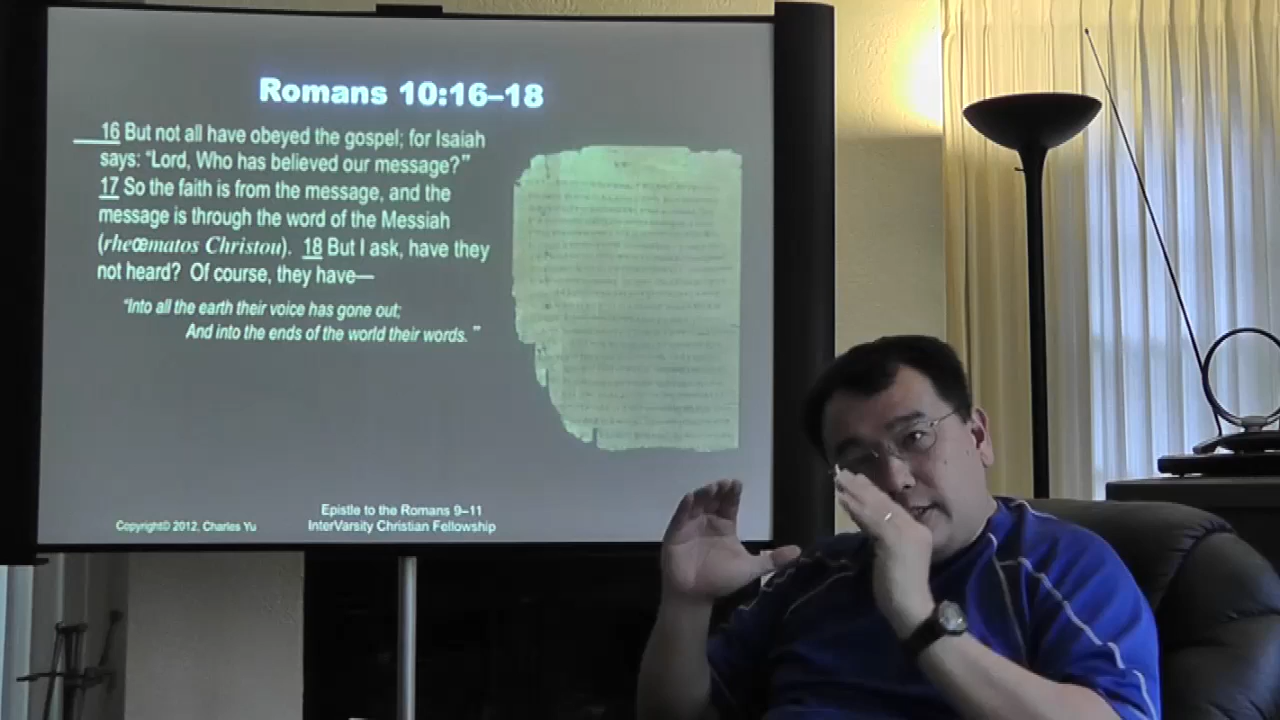 Romans 10:16–18
16 But not all have obeyed the gospel; for Isaiah
says: “Lord, Who has believed our message?”
17 So the faith is from the message, and the
message is through the word of the Messiah
(rheœmatos Christou). 18 But I ask, have they
not heard? Of course, they have—
“Into all the earth their voice has gone out;
And into the ends of the world their words.”
Copyright© 2012, Charles Yu
Epistle to the Romans 9–11
InterVarsity Christian Fellowship